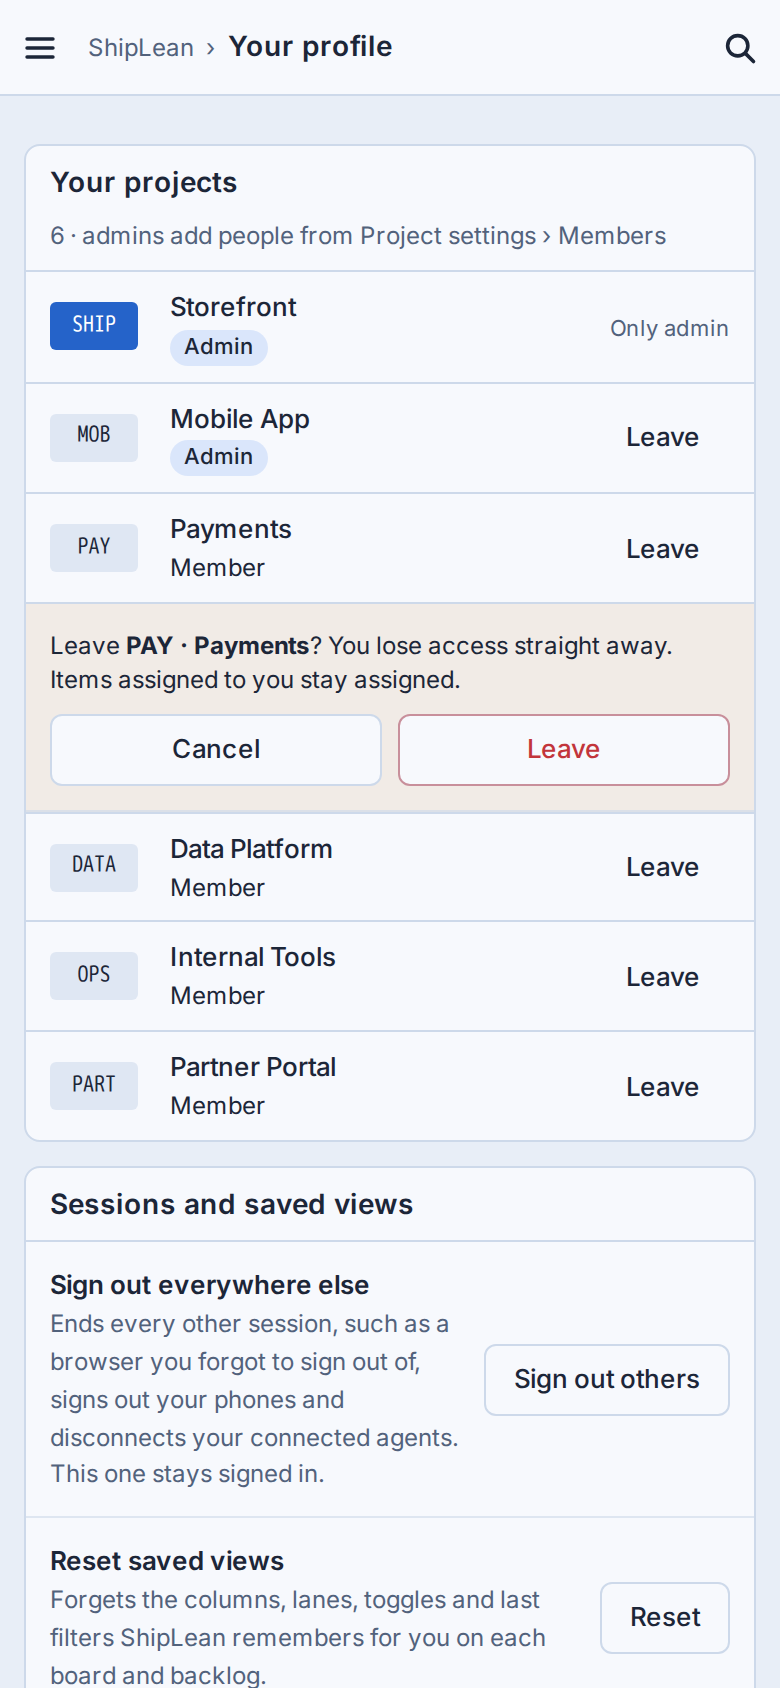 ShipLean › Your profile
Your projects
6 · admins add people from Project settings › Members
SHIP
Storefront
Admin
Only admin
MOB
Mobile App
Admin
Leave
PAY
Payments
Member
Leave
Leave PAY · Payments? You lose access straight away.
Items assigned to you stay assigned.
Cancel
Leave
DATA
Data Platform
Member
Leave
OPS
Internal Tools
Member
Leave
PART
Partner Portal
Member
Leave
Sessions and saved views
Sign out everywhere else
Ends every other session, such as a
browser you forgot to sign out of,
signs out your phones and
disconnects your connected agents.
This one stays signed in.
Sign out others
Reset saved views
Forgets the columns, lanes, toggles and last
filters ShipLean remembers for you on each
board and backlog.
Reset